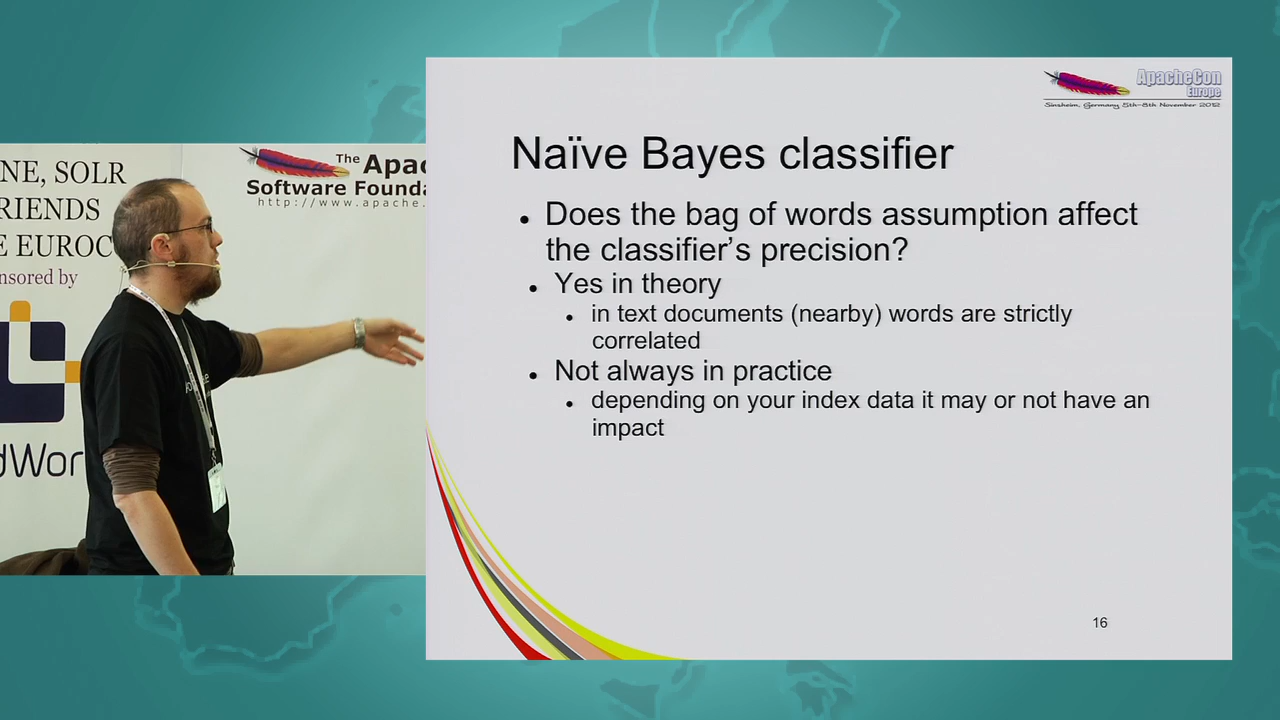 NE, SOLR
RIENDS
E EUROC
nsored by
dWor
The Apac
Software Founda
http://www.apache.
ApacheCon
Europe
Sinsheim, Germany 5th-8th November 2012
Naïve Bayes classifier
• Does the bag of words assumption affect
the classifier’s precision?
• Yes in theory
• in text documents (nearby) words are strictly
correlated
• Not always in practice
• depending on your index data it may or not have an
impact
16